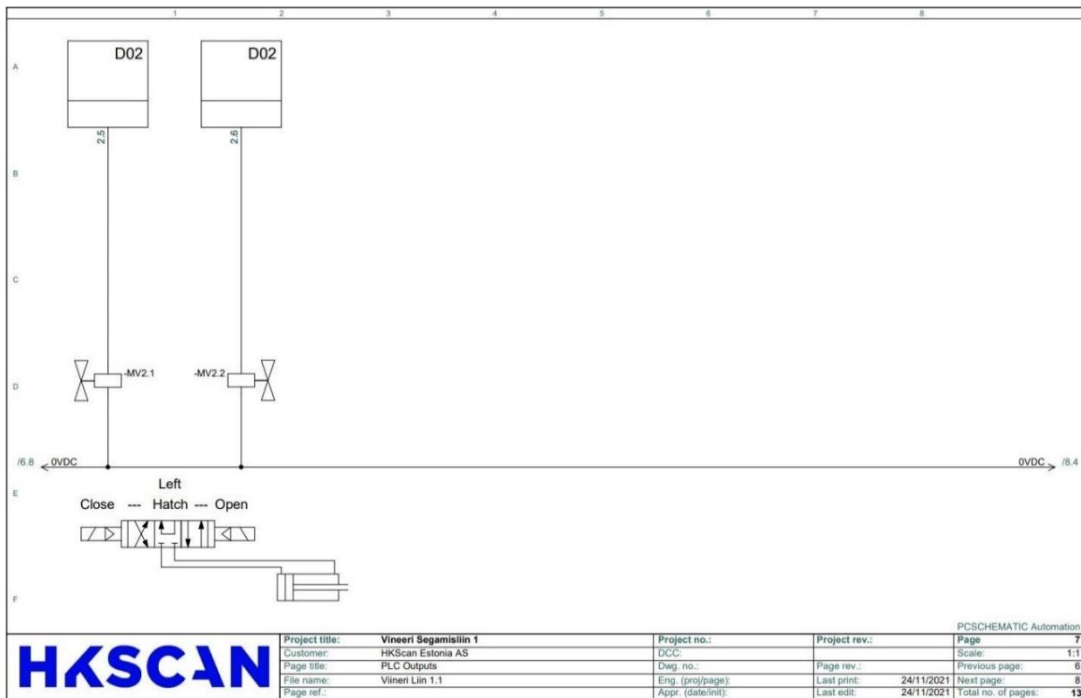 1 2 3 4 5 6 7 8
A
D02 D02
2.5 2.6
B
C
D
-MV2.1 -MV2.2
/6.8 0VDC 0VDC /8.4
E
Left
Close --- Hatch --- Open
F
PCSCHEMATIC Automation
HKSCAN
Project title: Vineeri Segamisliin 1 Project no.: Project rev.: Page 7
Customer: HKScan Estonia AS DCC: Scale: 1:1
Page title: PLC Outputs Dwg. no.: Page rev.: Previous page: 6
File name: Viineri Liin 1.1 Eng. (proj/page): Last print: 24/11/2021 Next page: 8
Page ref.: Appr. (date/init): Last edit: 24/11/2021 Total no. of pages: 13